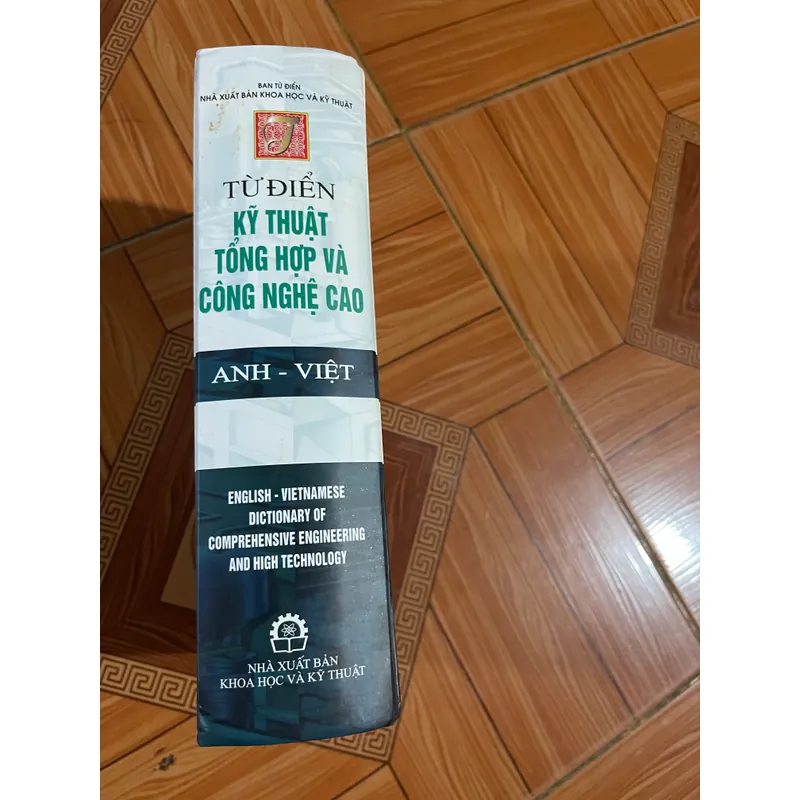 BAN TỪ ĐIỂN
NHÀ XUẤT BẢN KHOA HỌC VÀ KỸ THUẬT
T
TỪ ĐIỂN
KỸ THUẬT
TỔNG HỢP VÀ
CÔNG NGHỆ CAO
ANH - VIỆT
ENGLISH - VIETNAMESE
DICTIONARY OF
COMPREHENSIVE ENGINEERING
AND HIGH TECHNOLOGY
NHÀ XUẤT BẢN
KHOA HỌC VÀ KỸ THUẬT